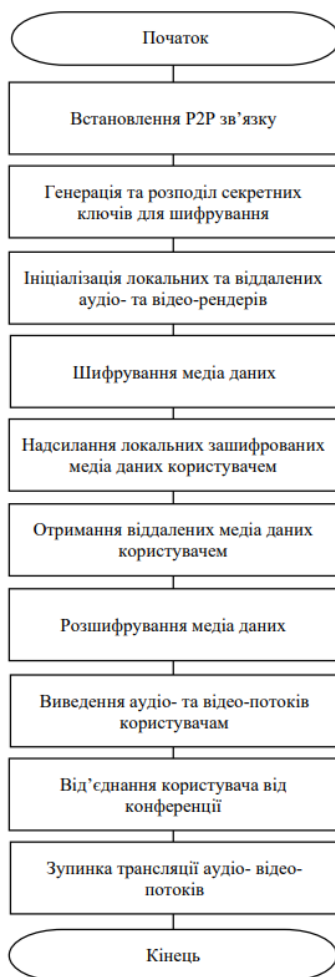 Початок
Встановлення P2P зв’язку
Генерація та розподіл секретних
ключів для шифрування
Ініціалізація локальних та віддалених
аудіо- та відео-рендерів
Шифрування медіа даних
Надсилання локальних зашифрованих
медіа даних користувачем
Отримання віддалених медіа даних
користувачем
Розшифрування медіа даних
Виведення аудіо- та відео-потоків
користувачам
Від’єднання користувача від
конференції
Зупинка трансляції аудіо- відео-
потоків
Кінець